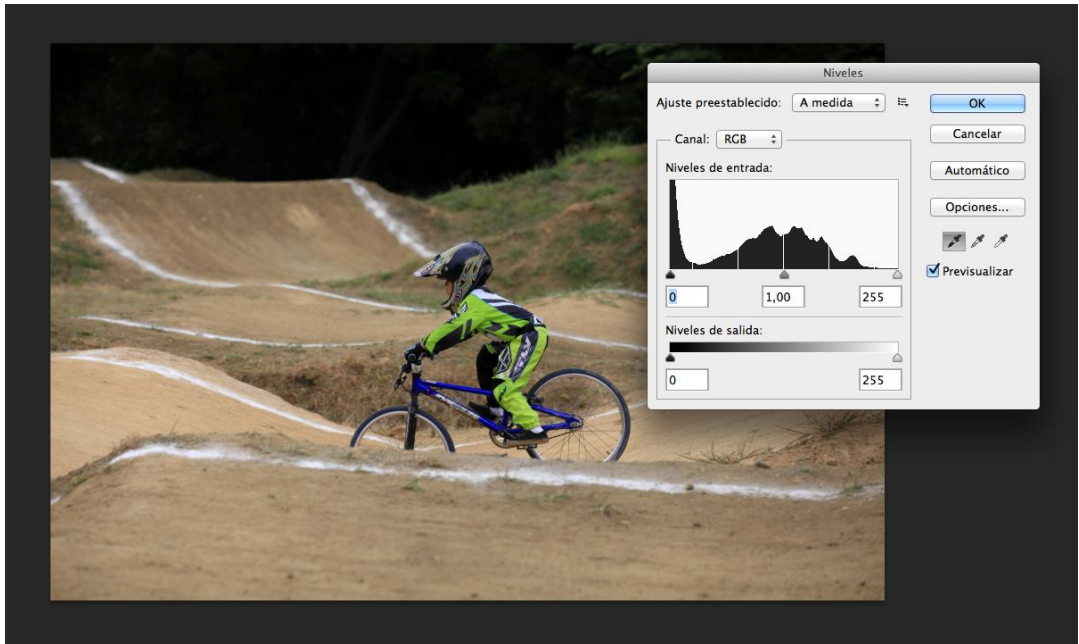 Niveles
Ajuste preestablecido: A medida
OK
Canal: RGB
Cancelar
Niveles de entrada:
Automático
Opciones...
Previsualizar
0 1,00 255
Niveles de salida:
0 255